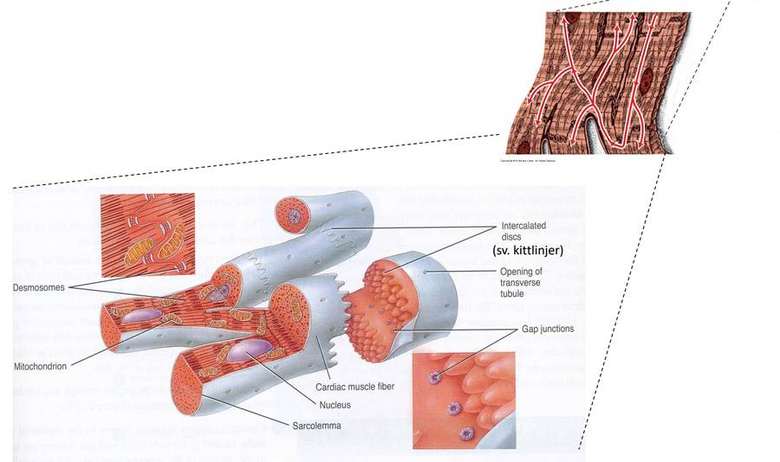 Intercalated
discs
(sv. kittlinjer)
Opening of
transverse
tubule
Desmosomes
Gap junctions
Mitochondrion
Cardiac muscle fiber
Nucleus
Sarcolemma